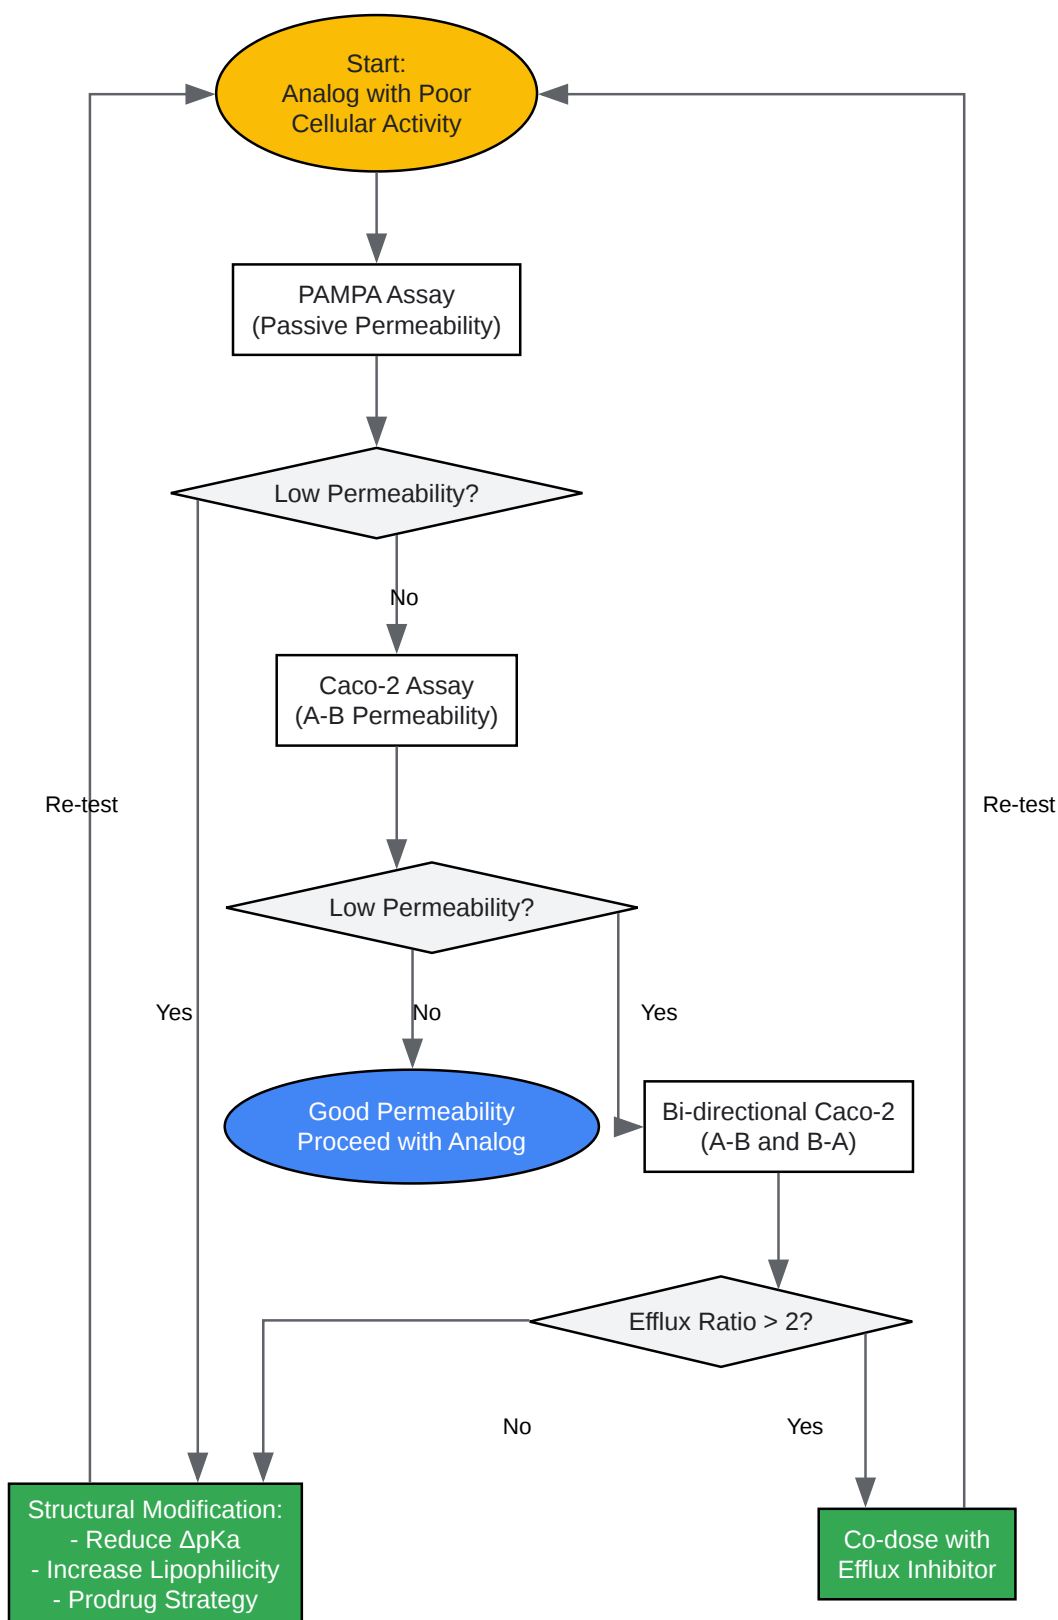 Start:
Analog with Poor
Cellular Activity
PAMPA Assay
(Passive Permeability)
Low Permeability?
No
Caco-2 Assay
(A-B Permeability)
Re-test
Re-test
Low Permeability?
Yes
No
Yes
Good Permeability
Proceed with Analog
Bi-directional Caco-2
(A-B and B-A)
Efflux Ratio > 2?
No
Yes
Structural Modification:
- Reduce ΔpKa
- Increase Lipophilicity
- Prodrug Strategy
Co-dose with
Efflux Inhibitor